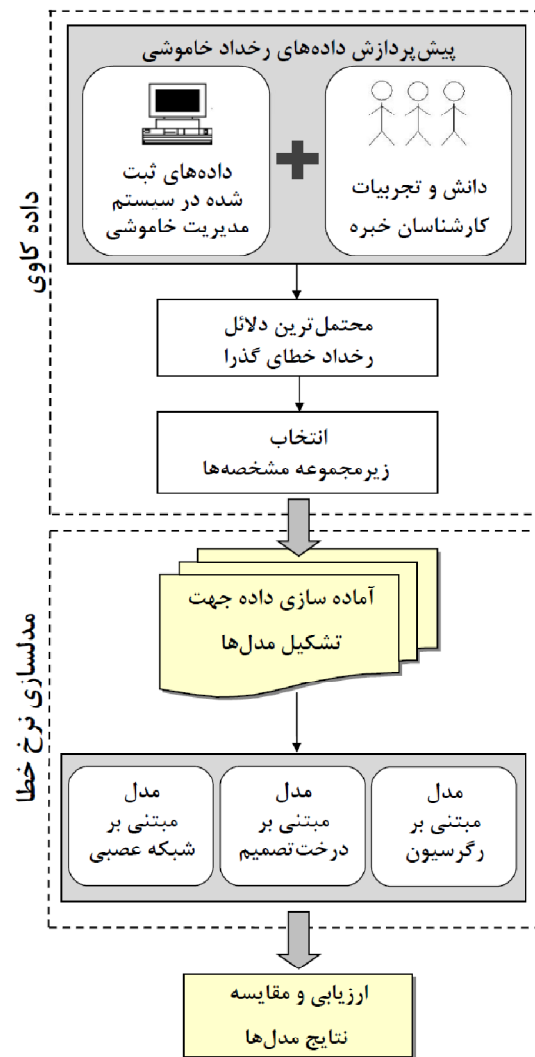 پیش‌پردازش داده‌های رخداد خاموشی
دانش و تجربیات
کارشناسان خبره
داده‌های ثبت
شده در سیستم
مدیریت خاموشی
داده کاوی
محتمل‌ترین دلائل
رخداد خطای گذرا
انتخاب
زیرمجموعه مشخصه‌ها
مدلسازی نرخ خطا
آماده سازی داده جهت
تشکیل مدل‌ها
مدل
مبتنی بر
رگرسیون
مدل
مبتنی بر
درخت‌تصمیم
مدل
مبتنی بر
شبکه عصبی
ارزیابی و مقایسه
نتایج مدل‌ها